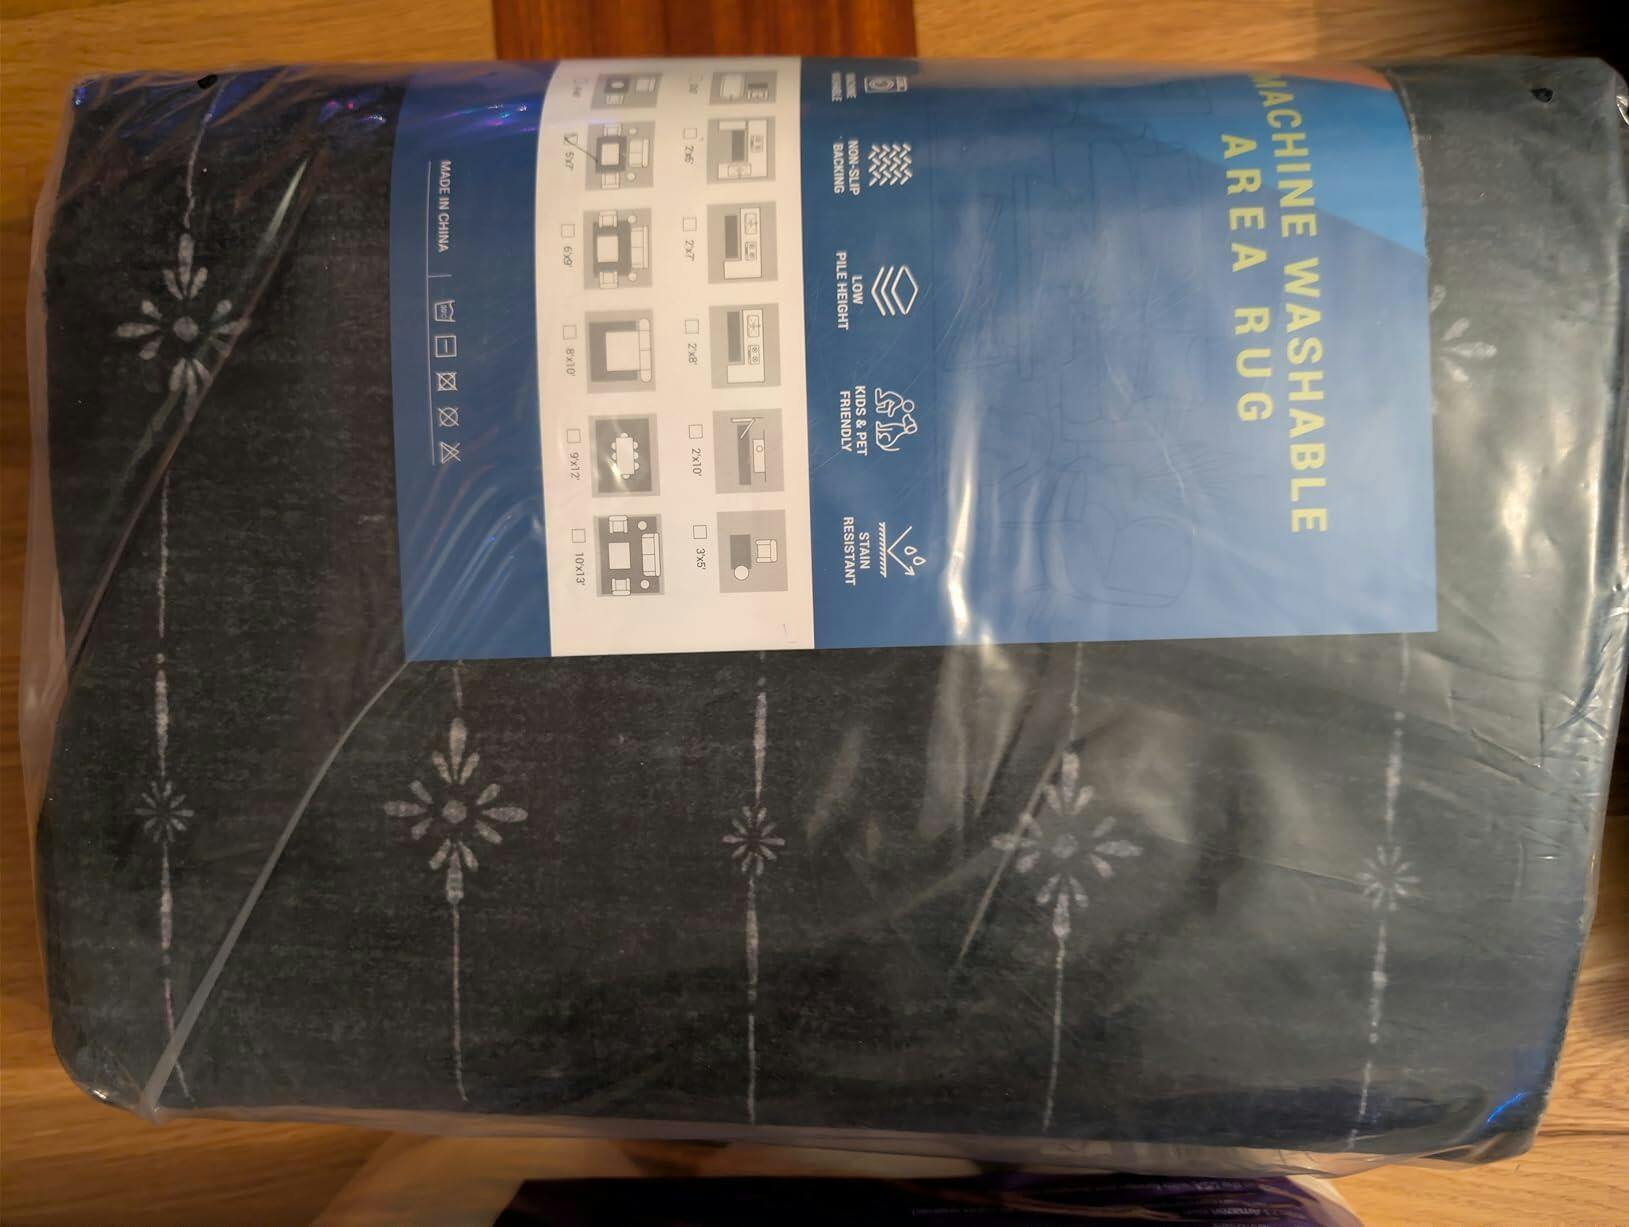 MACHINE WASHABLE
AREA RUG
NON-SLIP
BACKING
LOW
PILE HEIGHT
KIDS & PET
FRIENDLY
STAIN
RESISTANT
2'x6'
2'x7'
2'x8'
2'x10'
3'x5'
5'x7'
6'x9'
8'x10'
9'x12'
10'x13'
MADE IN CHINA
30°C